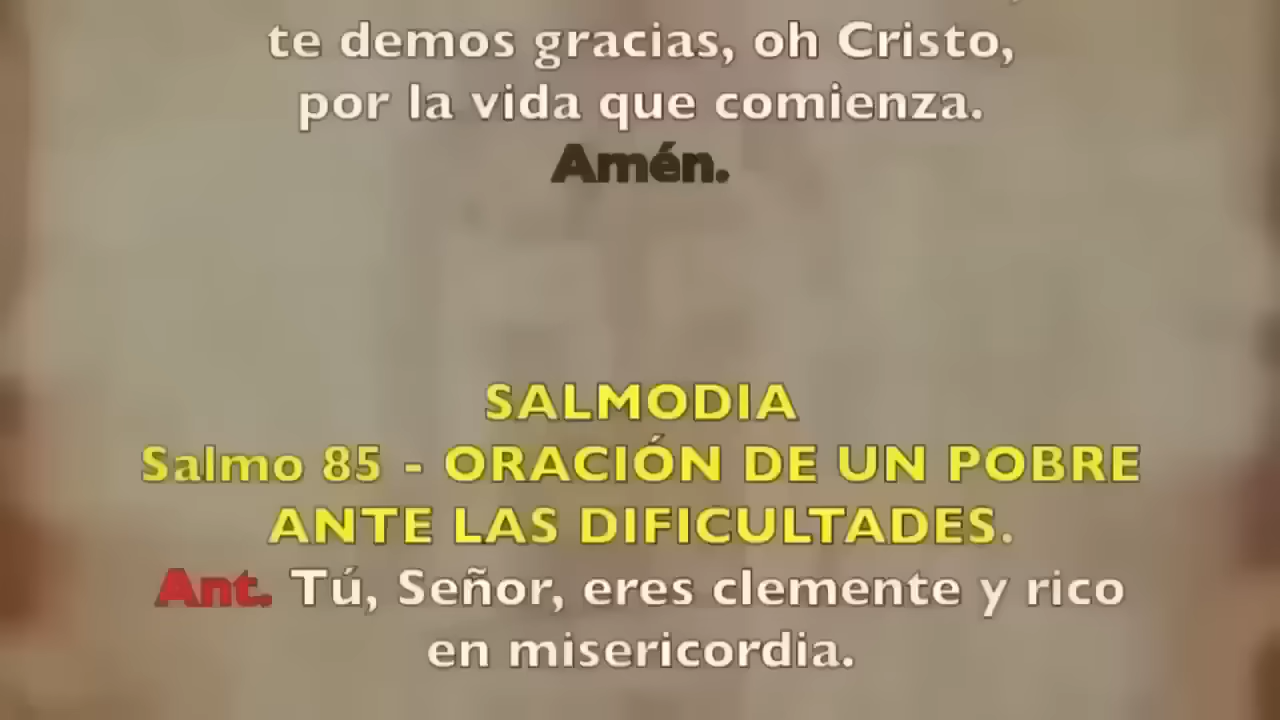 te demos gracias, oh Cristo,
por la vida que comienza.
Amén.
SALMODIA
Salmo 85 - ORACIÓN DE UN POBRE
ANTE LAS DIFICULTADES.
Ant. Tú, Señor, eres clemente y rico
en misericordia.